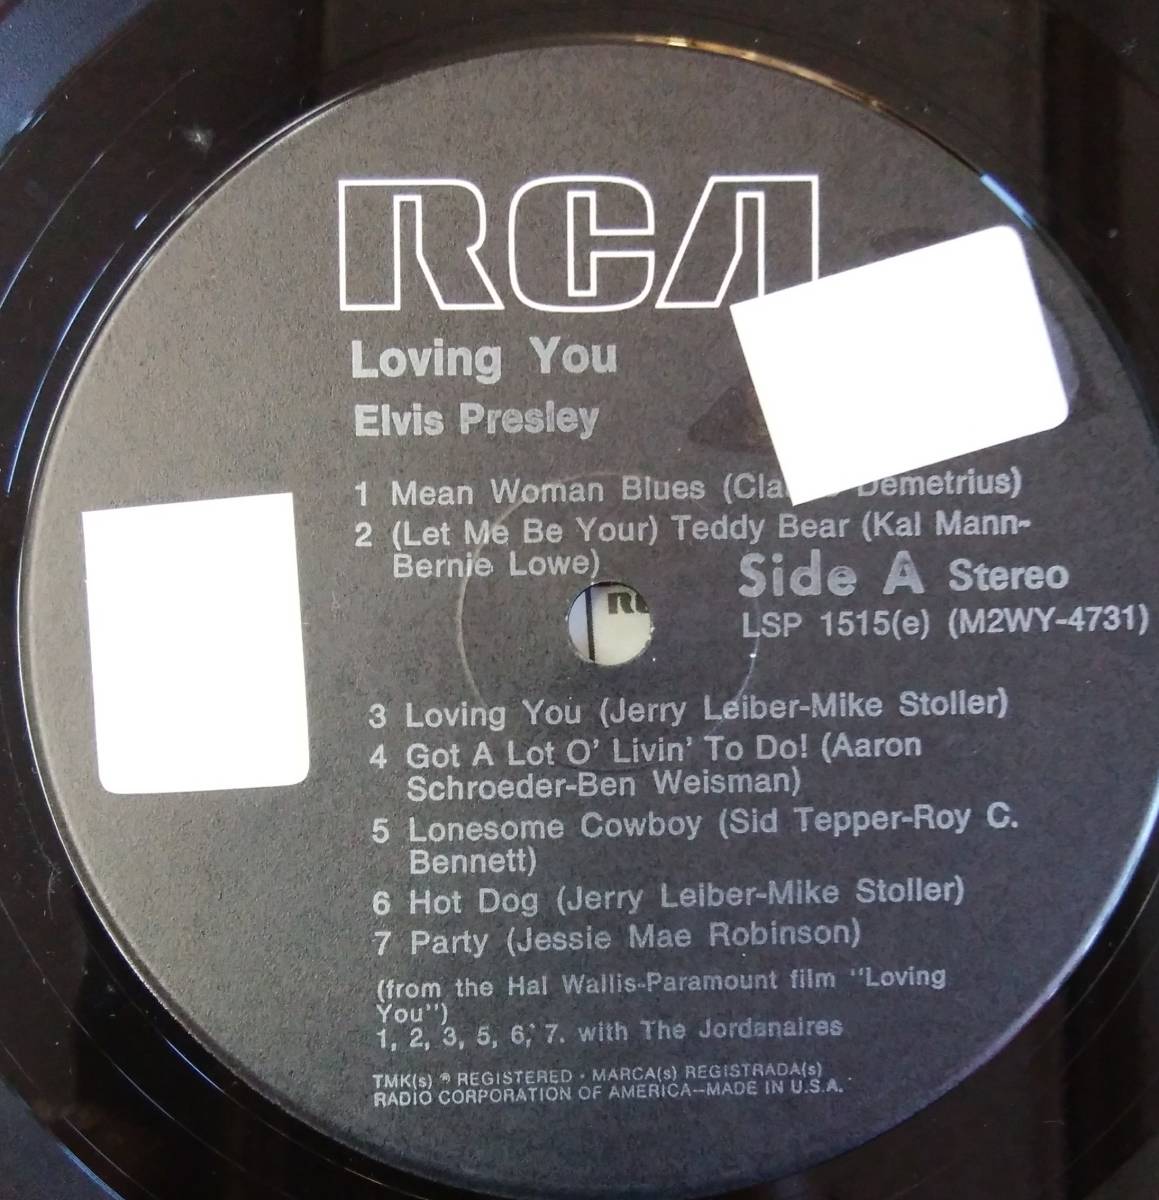 RCA
Loving You
Elvis Presley
1 Mean Woman Blues (Cla Demetrius)
2 (Let Me Be Your) Teddy Bear (Kal Mann-
Bernie Lowe)
Side A Stereo
LSP 1515(e) (M2WY-4731)
3 Loving You (Jerry Leiber-Mike Stoller)
4 Got A Lot O' Livin' To Do! (Aaron
Schroeder-Ben Weisman)
5 Lonesome Cowboy (Sid Tepper-Roy C.
Bennett)
6 Hot Dog (Jerry Leiber-Mike Stoller)
7 Party (Jessie Mae Robinson)
(from the Hal Wallis-Paramount film "Loving
You")
1, 2, 3, 5, 6, 7. with The Jordanaires
TMK(s) ® REGISTERED • MARCA(s) REGISTRADA(s)
RADIO CORPORATION OF AMERICA—MADE IN U.S.A.